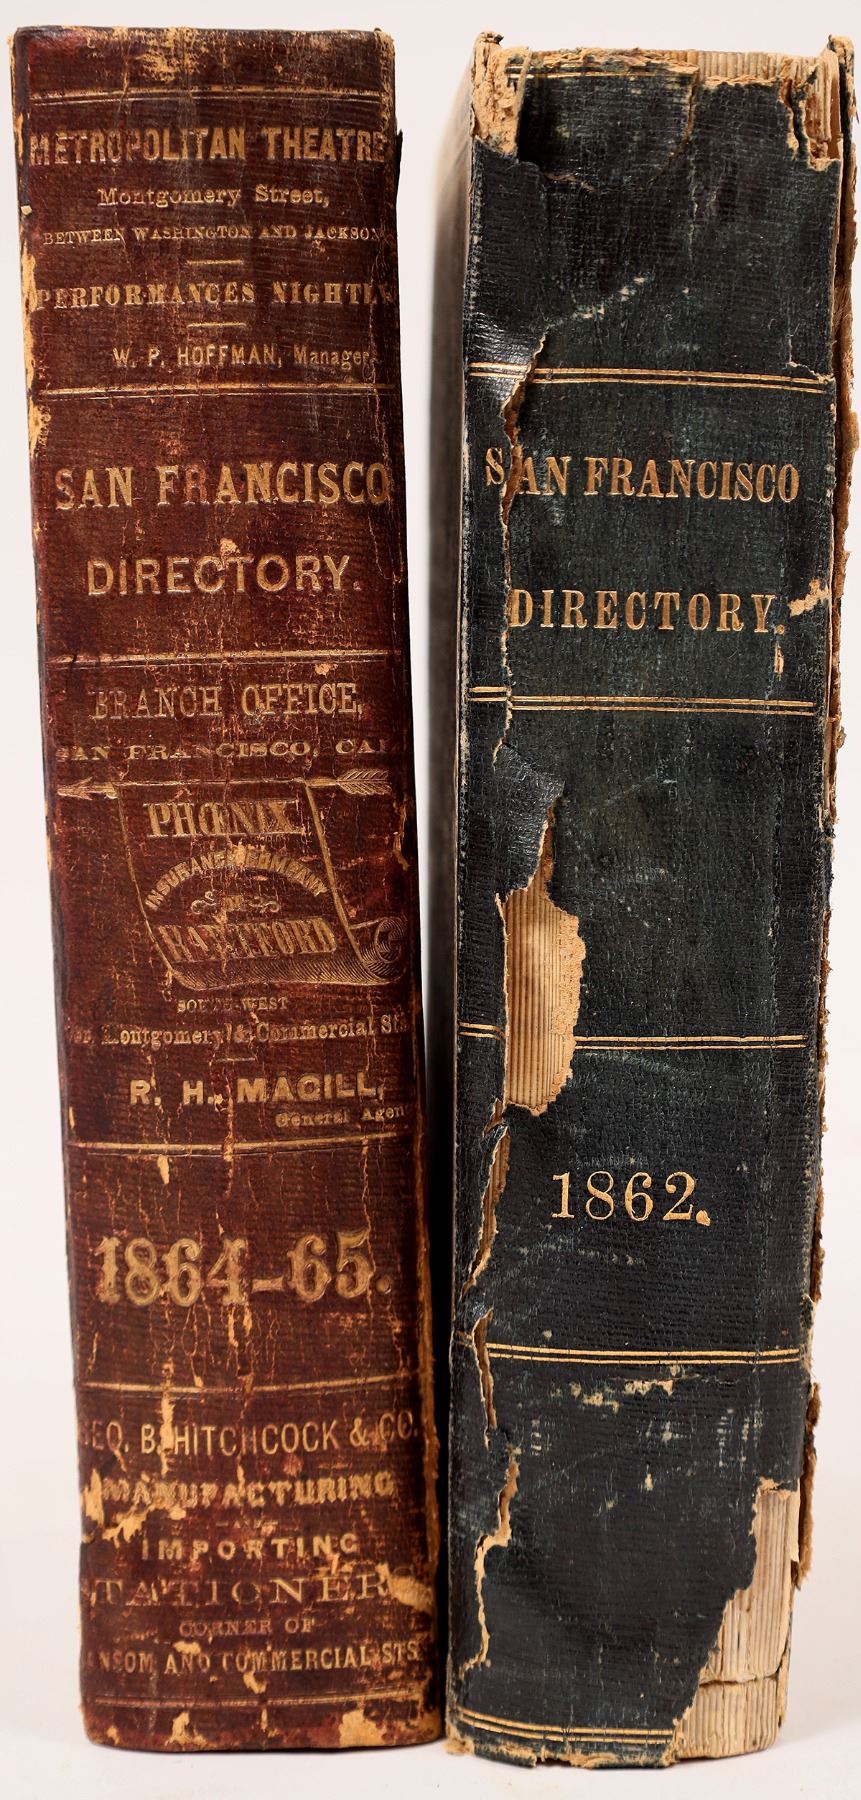 METROPOLITAN THEATRE
Montgomery Street,
BETWEEN WASHINGTON AND JACKSON
PERFORMANCES NIGHTLY
W. P. HOFFMAN, Manager
SAN FRANCISCO
DIRECTORY.
BRANCH OFFICE,
SAN FRANCISCO, CAL
PHŒNIX
INSURANCE COMPANY
HARTFORD
SOUTH-WEST
Cor. Montgomery & Commercial Sts
R. H. MAGILL,
General Agent
1864-65.
GEO. B. HITCHCOCK & CO.
MANUFACTURING
IMPORTING
STATIONERS
CORNER OF
SANSOM AND COMMERCIAL STS
SAN FRANCISCO
DIRECTORY.
1862.